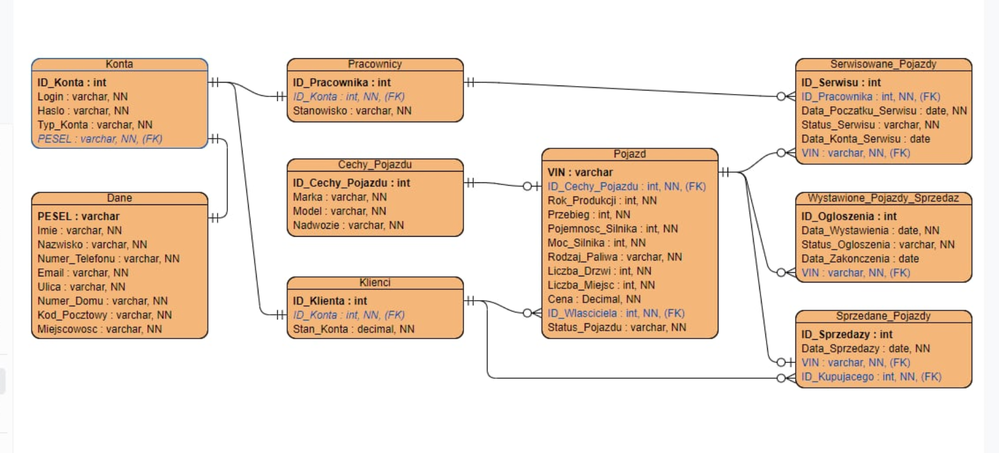 Konta
ID_Konta : int
Login : varchar, NN
Haslo : varchar, NN
Typ_Konta : varchar, NN
PESEL : varchar, NN, (FK)
Dane
PESEL : varchar
Imie : varchar, NN
Nazwisko : varchar, NN
Numer_Telefonu : varchar, NN
Email : varchar, NN
Ulica : varchar, NN
Numer_Domu : varchar, NN
Kod_Pocztowy : varchar, NN
Miejscowosc : varchar, NN
Pracownicy
ID_Pracownika : int
ID_Konta : int, NN, (FK)
Stanowisko : varchar, NN
Cechy_Pojazdu
ID_Cechy_Pojazdu : int
Marka : varchar, NN
Model : varchar, NN
Nadwozie : varchar, NN
Klienci
ID_Klienta : int
ID_Konta : int, NN, (FK)
Stan_Konta : decimal, NN
Pojazd
VIN : varchar
ID_Cechy_Pojazdu : int, NN, (FK)
Rok_Produkcji : int, NN
Przebieg : int, NN
Pojemnosc_Silnika : int, NN
Moc_Silnika : int, NN
Rodzaj_Paliwa : varchar, NN
Liczba_Drzwi : int, NN
Liczba_Miejsc : int, NN
Cena : Decimal, NN
ID_Wlasciciela : int, NN, (FK)
Status_Pojazdu : varchar, NN
Serwisowane_Pojazdy
ID_Serwisu : int
ID_Pracownika : int, NN, (FK)
Data_Poczatku_Serwisu : date, NN
Status_Serwisu : varchar, NN
Data_Konta_Serwisu : date
VIN : varchar, NN, (FK)
Wystawione_Pojazdy_Sprzedaz
ID_Ogloszenia : int
Data_Wystawienia : date, NN
Status_Ogloszenia : varchar, NN
Data_Zakonczenia : date
VIN : varchar, NN, (FK)
Sprzedane_Pojazdy
ID_Sprzedazy : int
Data_Sprzedazy : date, NN
VIN : varchar, NN, (FK)
ID_Kupujacego : int, NN, (FK)